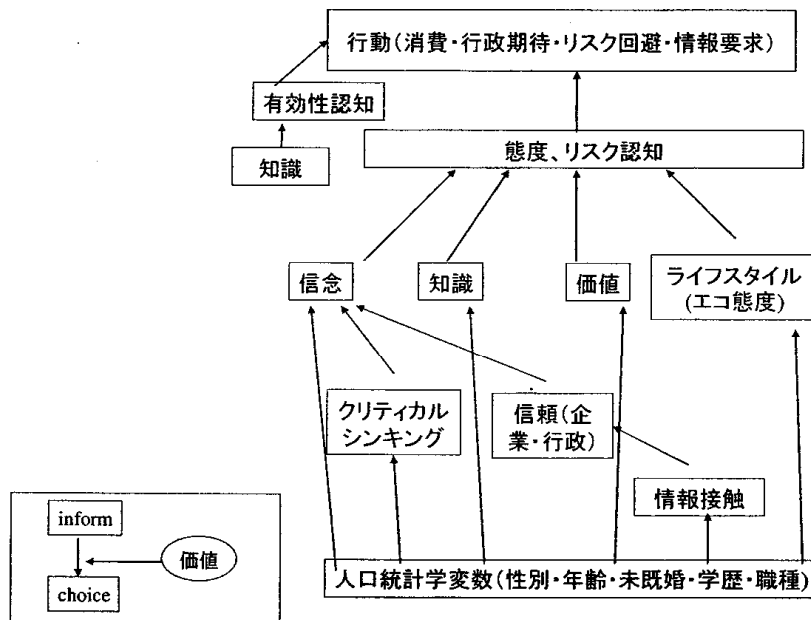 行動(消費・行政期待・リスク回避・情報要求)
有効性認知
知識
態度、リスク認知
信念
知識
価値
ライフスタイル
(エコ態度)
クリティカル
シンキング
信頼(企
業・行政)
情報接触
inform
価値
choice
人口統計学変数(性別・年齢・未既婚・学歴・職種)